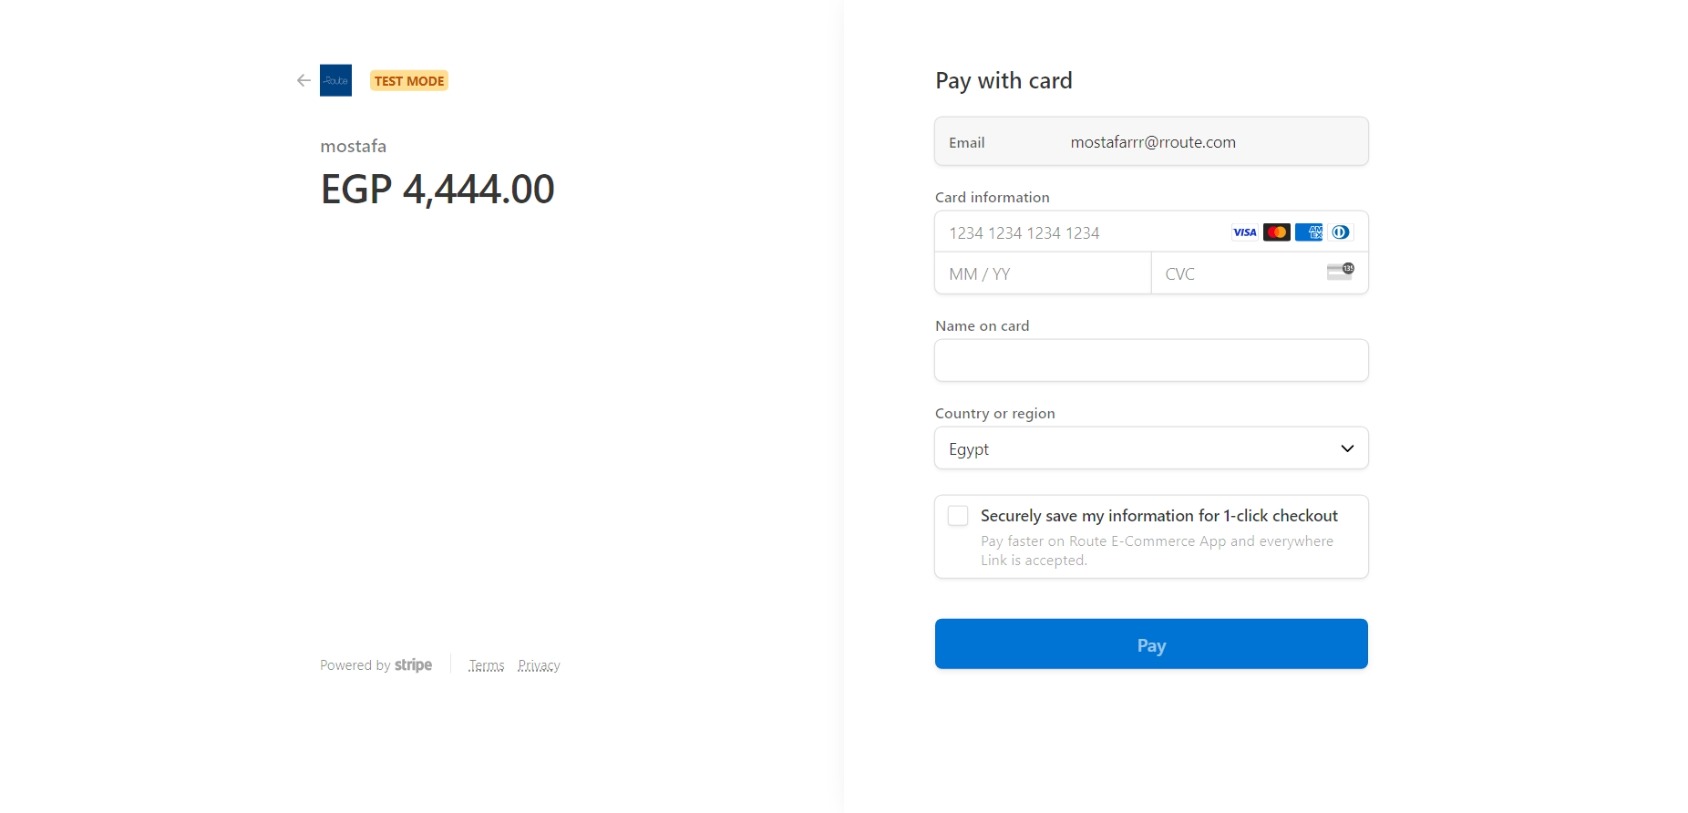 Route
TEST MODE
mostafa
EGP 4,444.00
Powered by stripe
Terms
Privacy
Pay with card
Email
mostafarrr@rroute.com
Card information
1234 1234 1234 1234
VISA
AM
EX
MM / YY
CVC
135
Name on card
Country or region
Egypt
Securely save my information for 1-click checkout
Pay faster on Route E-Commerce App and everywhere
Link is accepted.
Pay